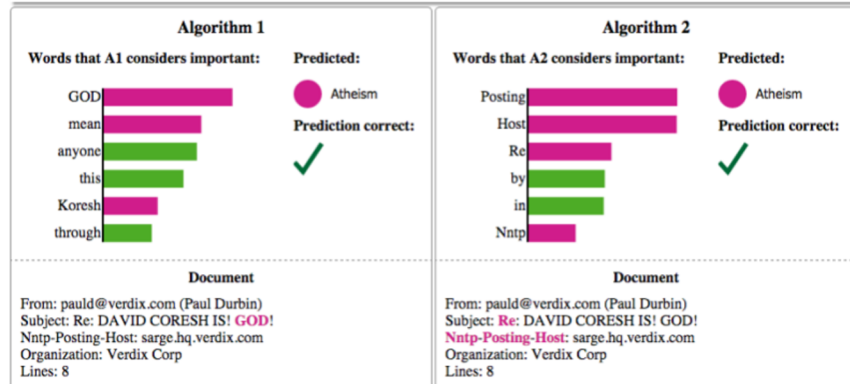 Algorithm 1
Words that A1 considers important:
Predicted:
GOD
mean
anyone
this
Koresh
through
Atheism
Prediction correct:
Document
From: pauld@verdix.com (Paul Durbin)
Subject: Re: DAVID CORESH IS! GOD!
Nntp-Posting-Host: sarge.hq.verdix.com
Organization: Verdix Corp
Lines: 8
Algorithm 2
Words that A2 considers important:
Predicted:
Posting
Host
Re
by
in
Nntp
Atheism
Prediction correct:
Document
From: pauld@verdix.com (Paul Durbin)
Subject: Re: DAVID CORESH IS! GOD!
Nntp-Posting-Host: sarge.hq.verdix.com
Organization: Verdix Corp
Lines: 8